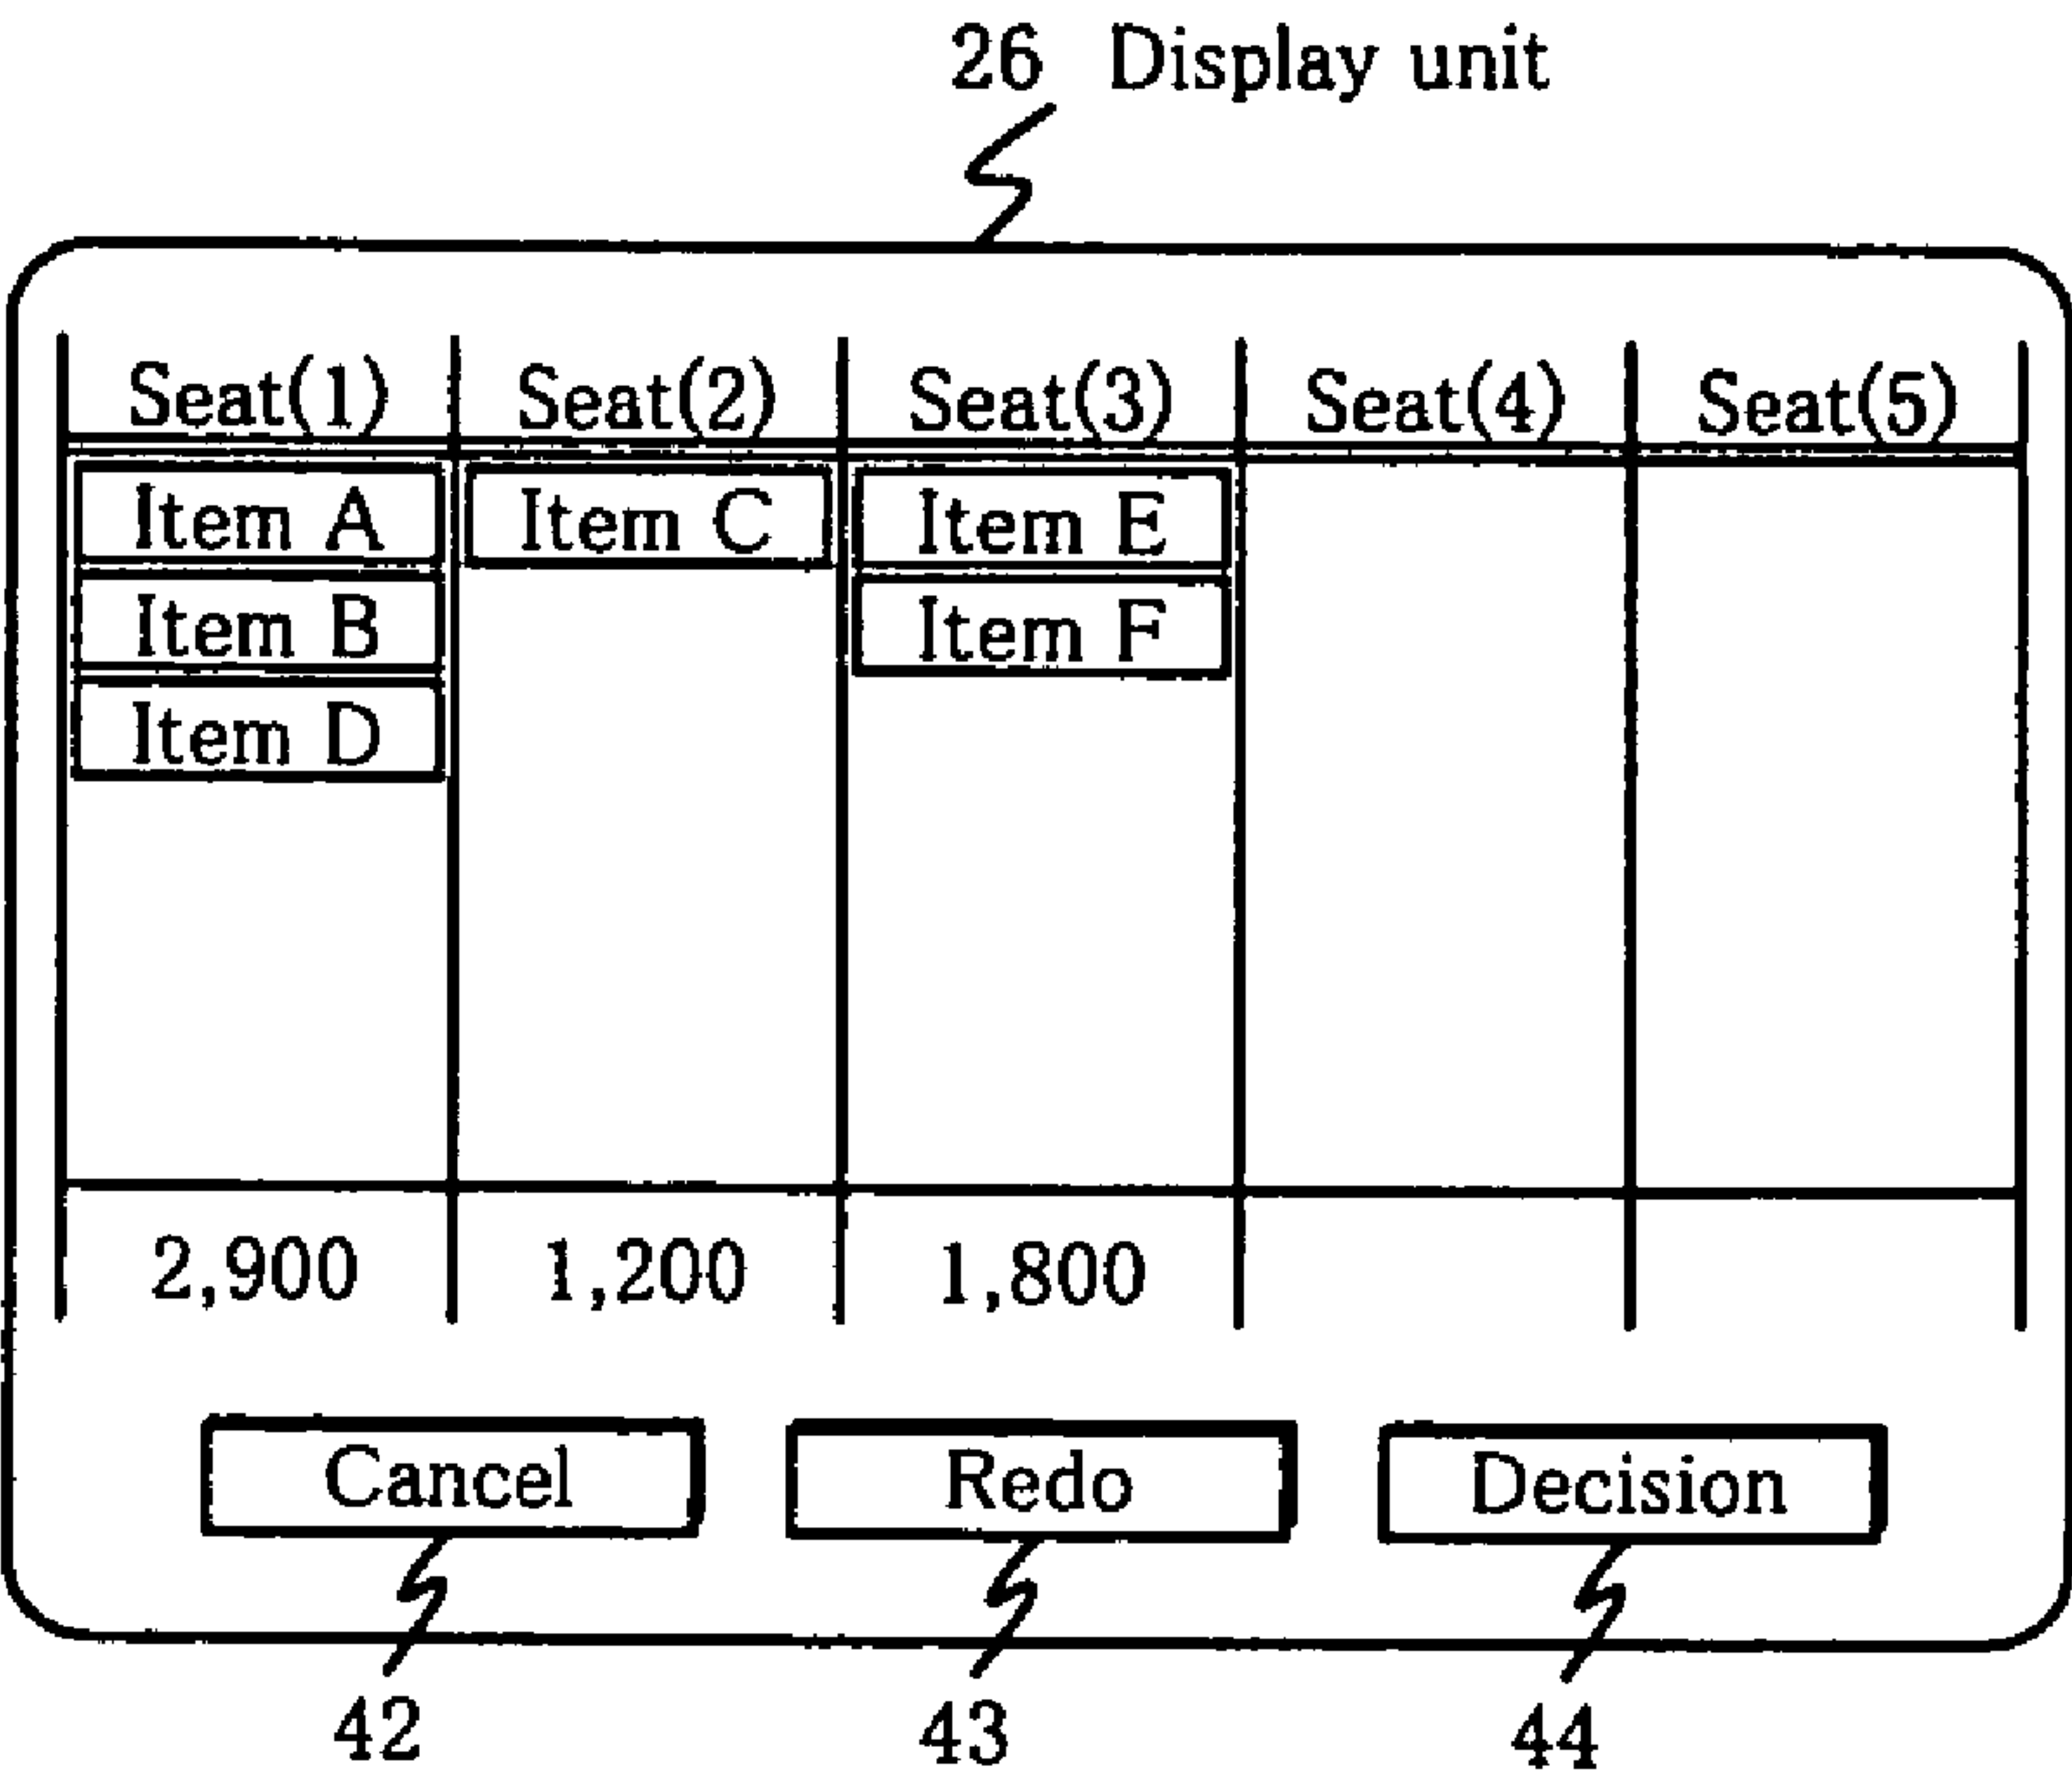 26 Display unit
Seat(1) Seat(2) Seat(3) Seat(4) Seat(5)
Item A Item C Item E
Item B Item F
Item D
2,900 1,200 1,800
Cancel Redo Decision
42 43 44